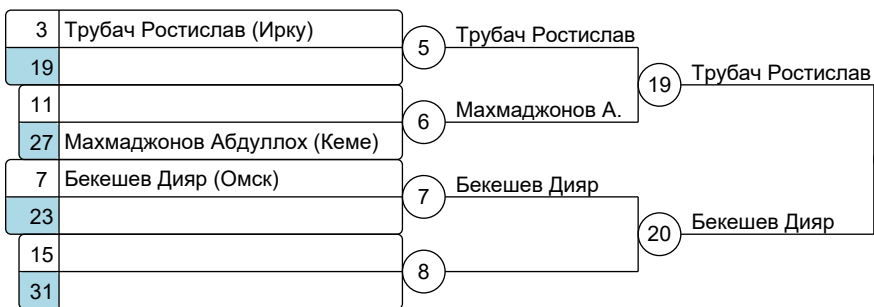 3 Трубач Ростислав (Ирку)
19
11
27 Махмаджонов Абдуллох (Кеме)
7 Бекешев Дияр (Омск)
23
15
31
5 Трубач Ростислав
6 Махмаджонов А.
7 Бекешев Дияр
8
19 Трубач Ростислав
20 Бекешев Дияр